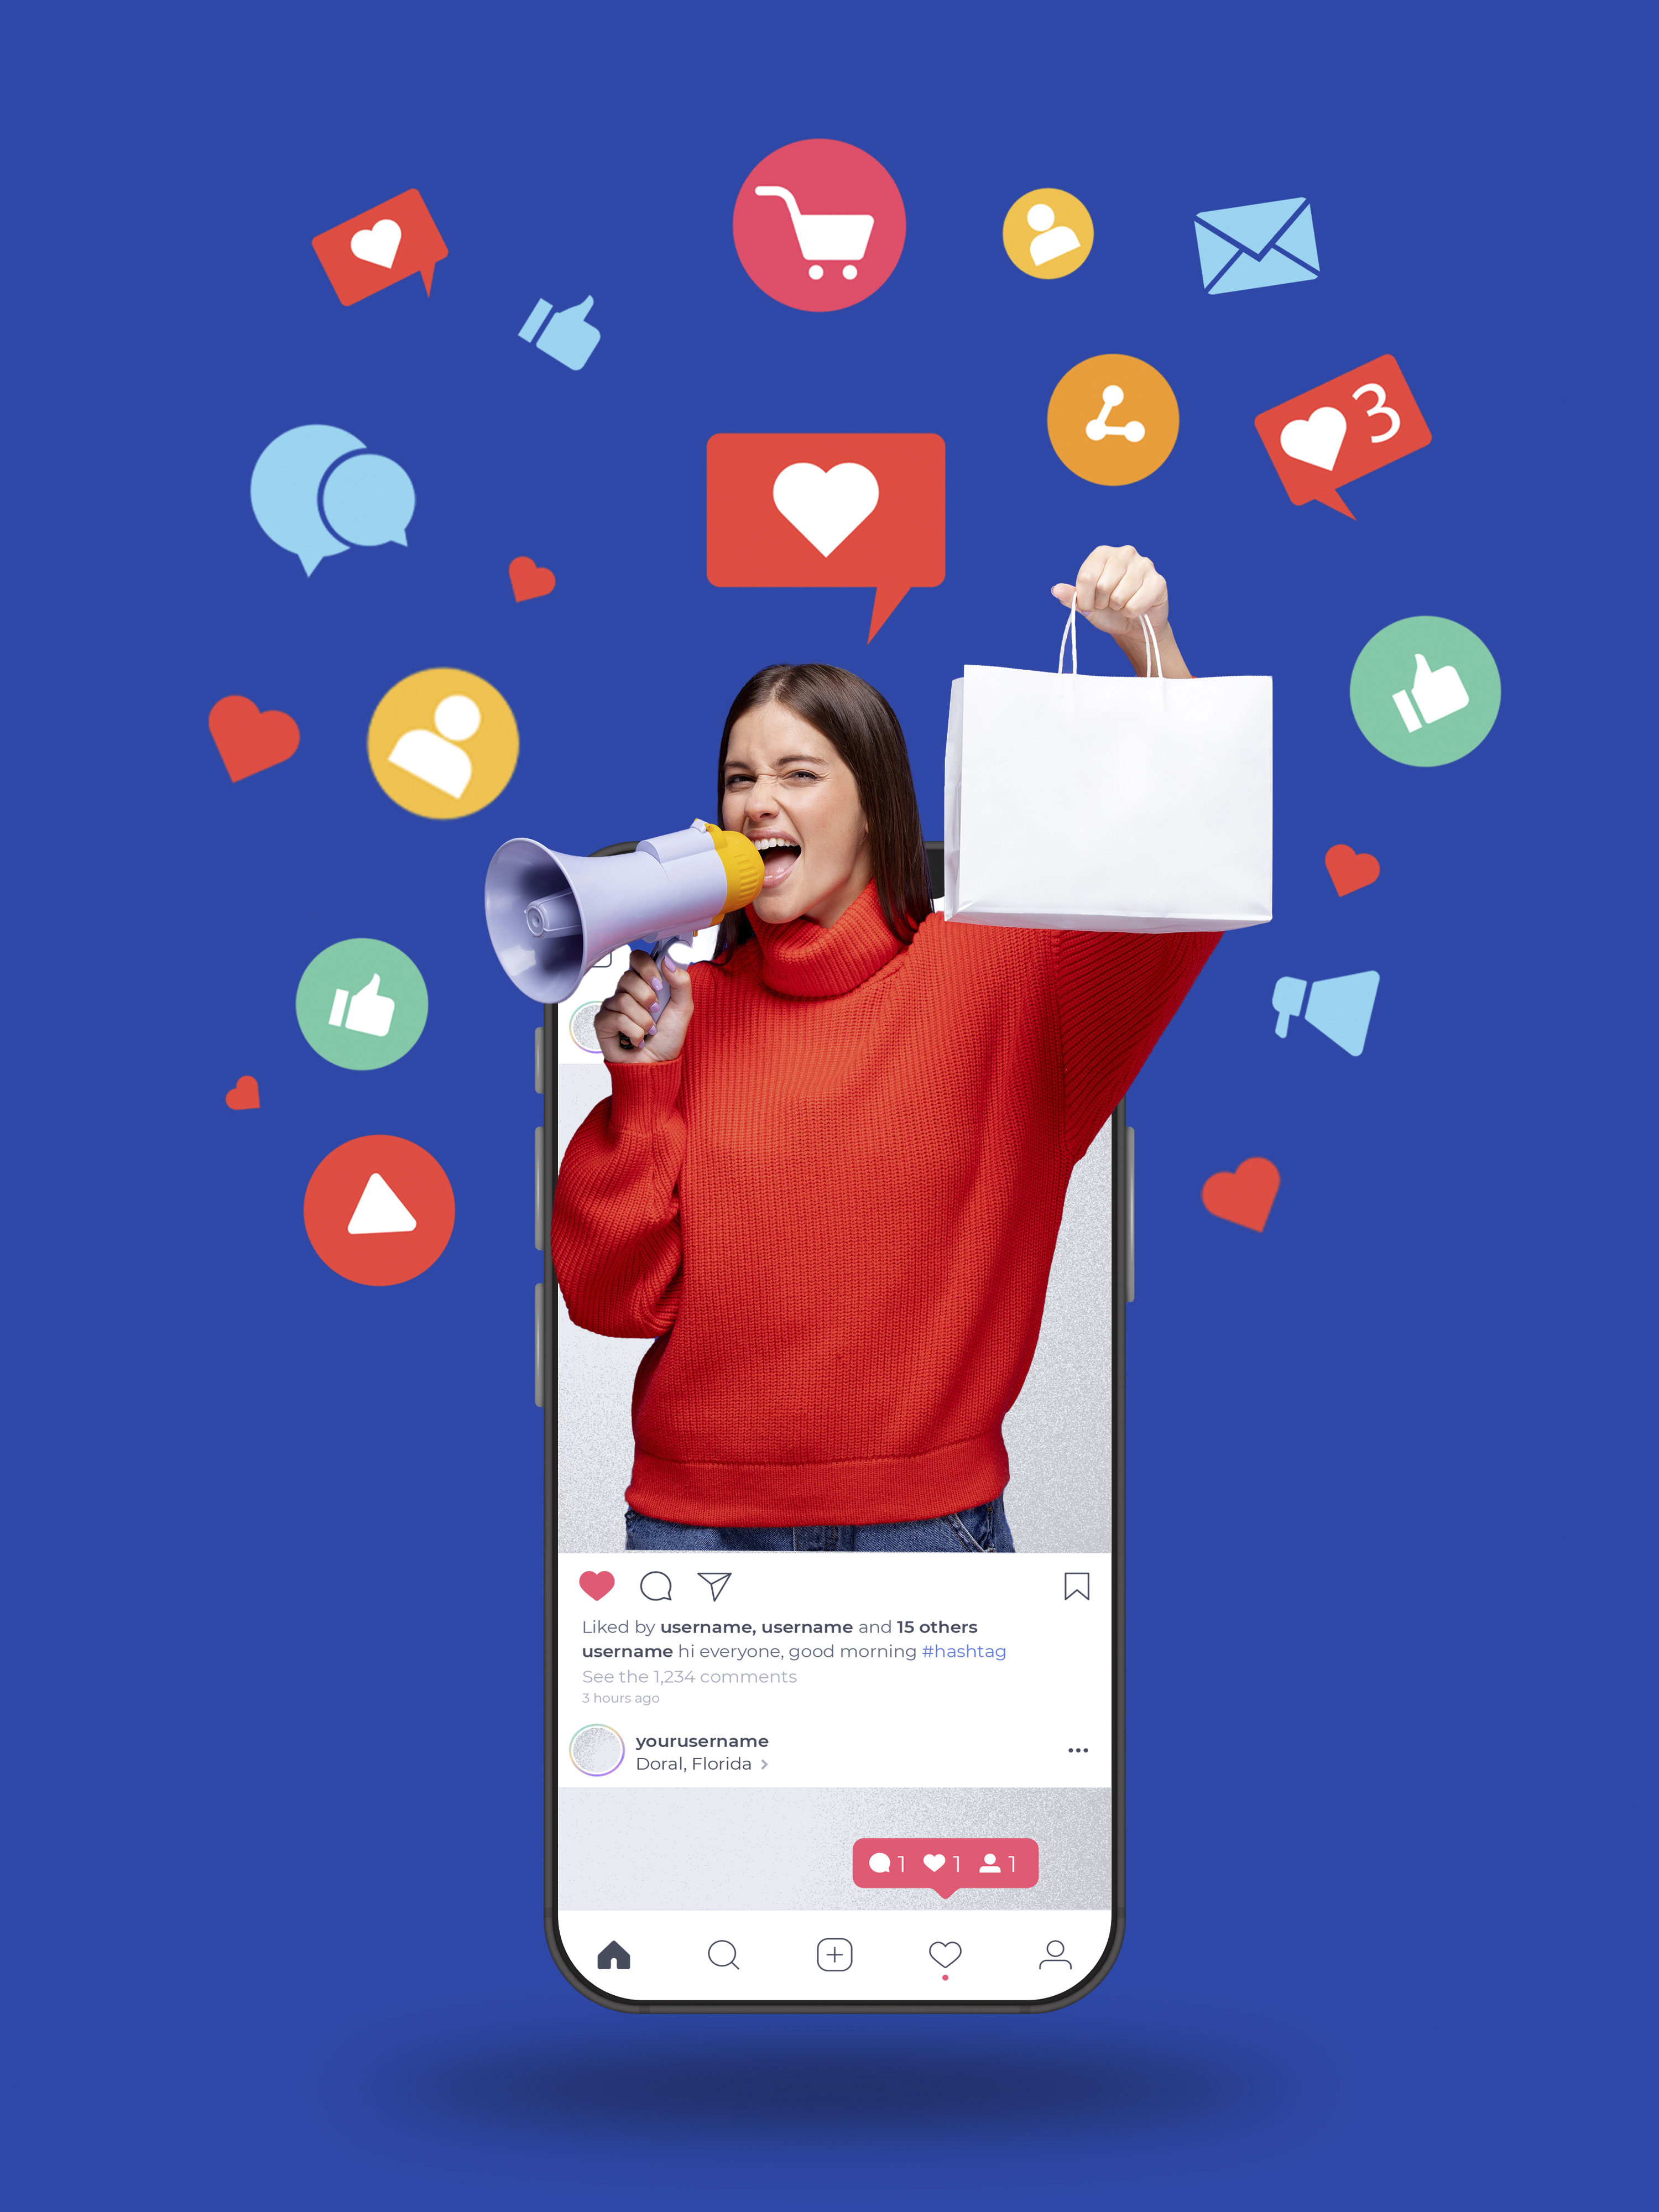 3
Liked by username, username and 15 others
username hi everyone, good morning #hashtag
See the 1,234 comments
3 hours ago
yourusername
Doral, Florida >
1 1 1